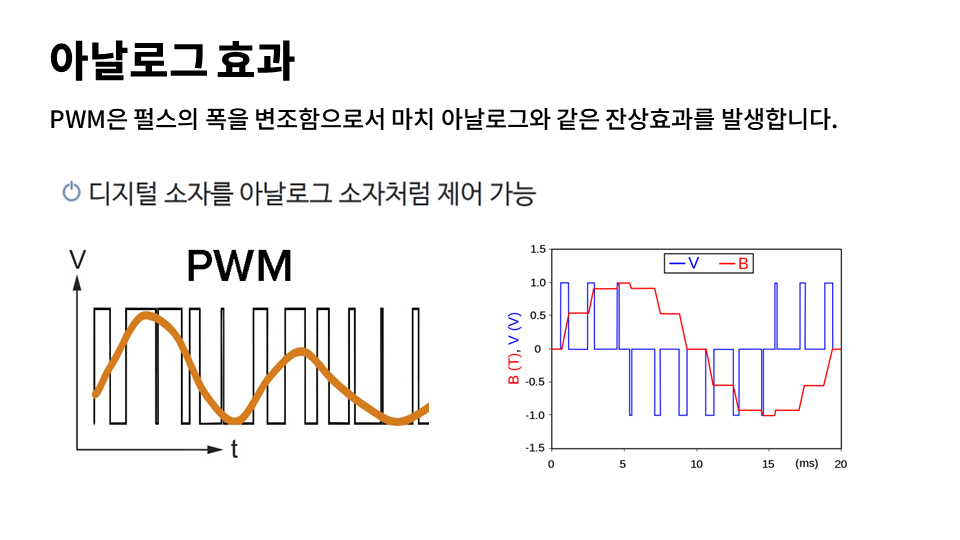 아날로그 효과
PWM은 펄스의 폭을 변조함으로서 마치 아날로그와 같은 잔상효과를 발생합니다.
디지털 소자를 아날로그 소자처럼 제어 가능
V
PWM
t
V
B
B (T), V (V)
1.5
1.0
0.5
0
-0.5
-1.0
-1.5
0 5 10 15 (ms) 20